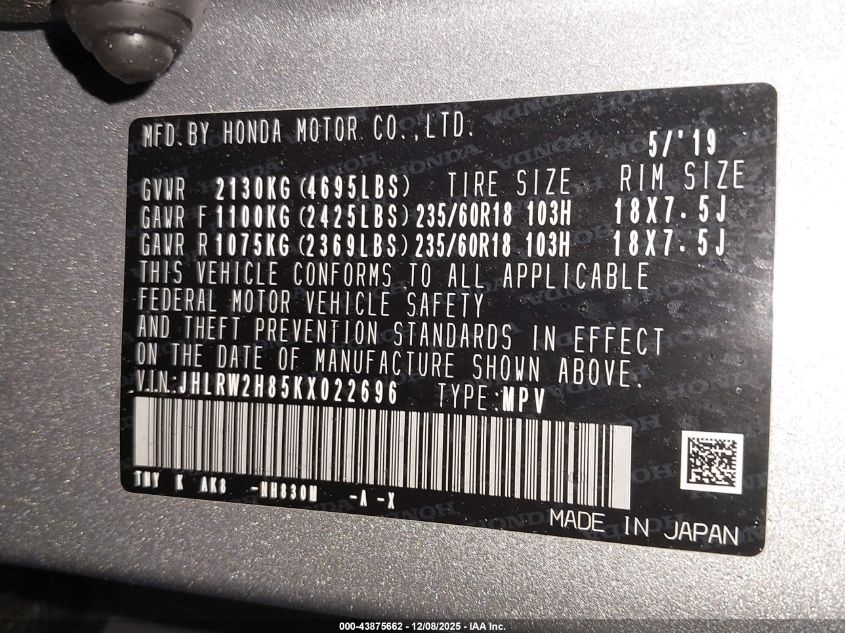 MFD.BY HONDA MOTOR CO.,LTD. 5/'19
GVWR 2130KG(4695LBS) TIRE SIZE RIM SIZE
GAWR F 1100KG(2425LBS) 235/60R18 103H 18X7.5J
GAWR R 1075KG(2369LBS) 235/60R18 103H 18X7.5J
THIS VEHICLE CONFORMS TO ALL APPLICABLE
FEDERAL MOTOR VEHICLE SAFETY
AND THEFT PREVENTION STANDARDS IN EFFECT
ON THE DATE OF MANUFACTURE SHOWN ABOVE.
VIN:JHLRW2H85KX022696 TYPE:MPV
K AK8 -NH830M -A -X
MADE IN JAPAN
000-43875662 - 12/08/2025 - IAA Inc.